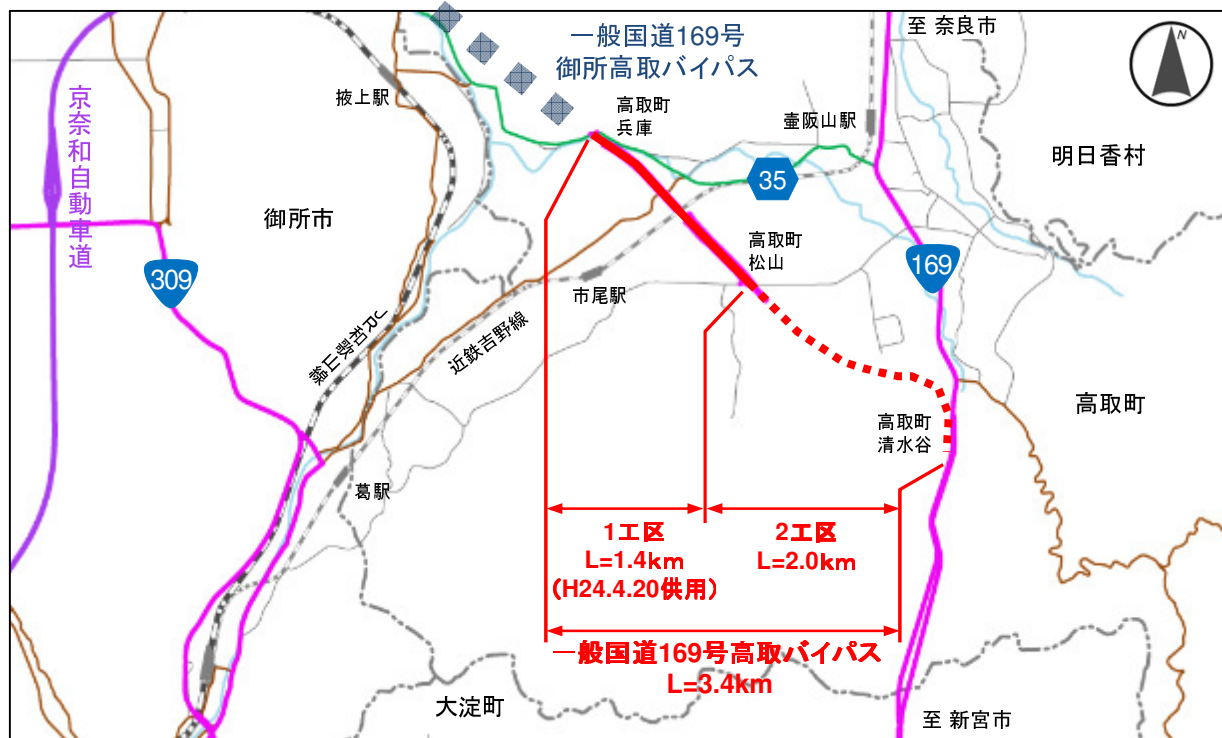 一般国道169号
御所高取バイパス
至 奈良市
N
京奈和自動車道
掖上駅
高取町
兵庫
壷阪山駅
明日香村
35
御所市
高取町
松山
169
309
市尾駅
JR和歌山線
近鉄吉野線
高取町
高取町
清水谷
葛駅
1工区
L=1.4km
(H24.4.20供用)
2工区
L=2.0km
一般国道169号高取バイパス
L=3.4km
大淀町
至 新宮市